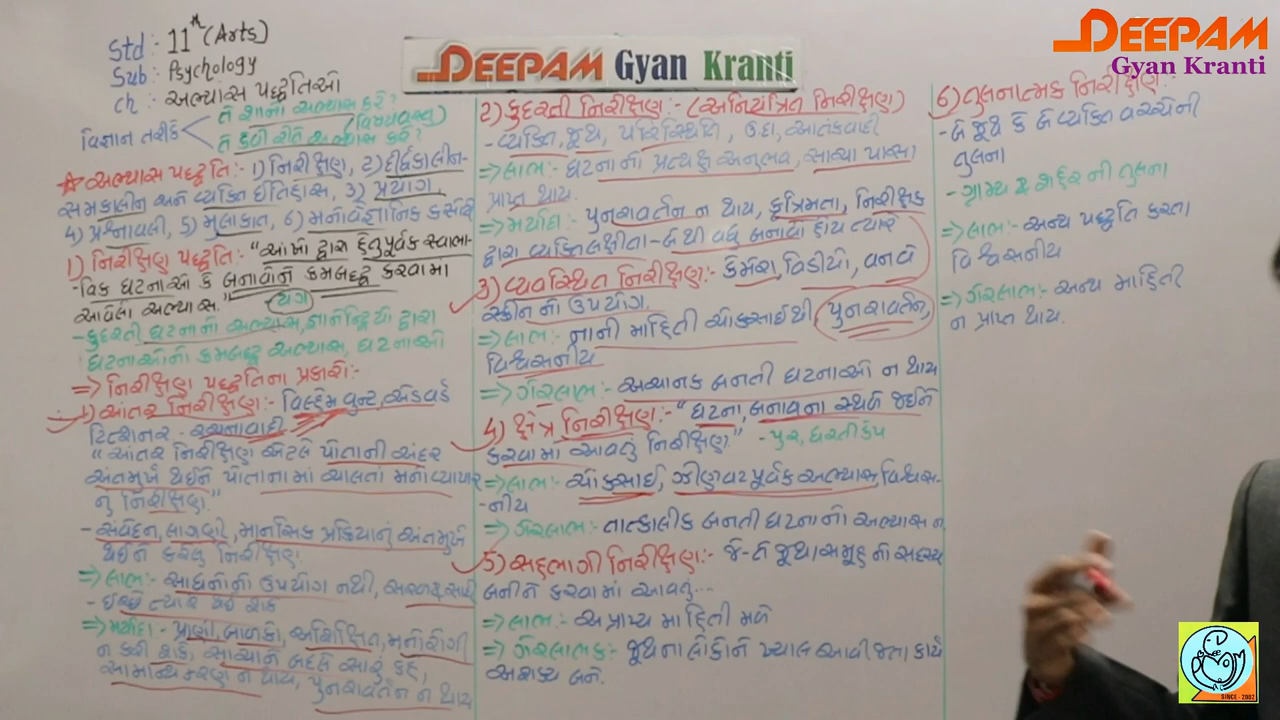 Std : 11th (Arts)
Sub : Psychology
ch : અભ્યાસ પદ્ધતિઓ
વિજ્ઞાન તરીકે
તે શાનો અભ્યાસ કરે?
(વિષયવસ્તુ)
તે કેવી રીતે અભ્યાસ કરે?
* અભ્યાસ પદ્ધતિ :- 1) નિરીક્ષણ, 2) દીર્ઘકાલીન-
સમકાલીન અને વ્યક્તિ ઈતિહાસ, 3) પ્રયોગ,
4) પ્રશ્નાવલી, 5) મુલાકાત, 6) મનોવૈજ્ઞાનિક કસોટી
1) નિરીક્ષણ પદ્ધતિ:- "આંખો દ્વારા હેતુપૂર્વક સ્વાભા-
-વિક ઘટનાઓ કે બનાવોને ક્રમબદ્ધ કરવામાં
આવેલો અભ્યાસ." યંગ
- કુદરતી ઘટનાનો અભ્યાસ, જ્ઞાનેન્દ્રિયો દ્વારા
ઘટનાઓનો ક્રમબદ્ધ અભ્યાસ, ઘટનાઓ
=> નિરીક્ષણ પદ્ધતિના પ્રકારો:-
1) આંતર નિરીક્ષણ:- વિલ્હેમ વુન્ટ, એડવર્ડ
ટિત્શનર - રચનાવાદી
"આંતર નિરીક્ષણ એટલે પોતાની અંદર
અંતર્મુખ થઈને પોતાનામાં ચાલતાં મનોવ્યાપાર
નું નિરીક્ષણ"
- સંવેદન, લાગણી, માનસિક પ્રક્રિયાનું અંતર્મુખ
થઈને કરેલું નિરીક્ષણ
=> લાભ:- સાધનોનો ઉપયોગ નથી, સરળ,
- ઈચ્છે ત્યારે થઈ શકે
=> મર્યાદા - પ્રાણી, બાળકો, અશિક્ષિત, મનોરોગી
ન કરી શકે, સાચાને બદલે સારું કહે,
સામાન્યીકરણ ન થાય, પુનરાવર્તન ન થાય
2) કુદરતી નિરીક્ષણ:- (અનિયંત્રિત નિરીક્ષણ)
- વ્યક્તિ, જૂથ, પરિસ્થિતિ, ઉદા, આતંકવાદી
=> લાભ:- ઘટનાનો પ્રત્યક્ષ અનુભવ, સાચા પાસા
પ્રાપ્ત થાય.
=> મર્યાદા:- પુનરાવર્તન ન થાય, કૃત્રિમતા, નિરીક્ષક
દ્વારા વ્યક્તિલક્ષીતા - બે થી વધુ બનાવો હોય ત્યારે
3) વ્યવસ્થિત નિરીક્ષણ:- કેમેરા, વિડીયો, વનવે
સ્ક્રીન નો ઉપયોગ.
=> લાભ:- નાની માહિતી ચોક્સાઈથી પુનરાવર્તન,
વિશ્વસનીય
=> ગેરલાભ:- અચાનક બનતી ઘટનાઓ ન થાય
4) ક્ષેત્ર નિરીક્ષણ:- "ઘટના, બનાવના સ્થળે જઈને
કરવામાં આવતું નિરીક્ષણ" - પુર, ધરતીકંપ
=> લાભ:- ચોક્સાઈ, ઝીણવટપૂર્વક અભ્યાસ, વિશ્વસ-
-નીય
=> ગેરલાભ:- તાત્કાલીક બનતી ઘટનાનો અભ્યાસ ન
5) સહભાગી નિરીક્ષણ:- જે-તે જૂથ/સમૂહ નો સભ્ય
બનીને કરવામાં આવતું...
=> લાભ:- અપ્રાપ્ય માહિતી મળે
=> ગેરલાભ:- જૂથના લોકોને ખ્યાલ આવી જતા કાર્ય
અશક્ય બને.
6) તુલનાત્મક નિરીક્ષણ:-
- બે જૂથ કે બે વ્યક્તિ વચ્ચેની
તુલના
- ગ્રામ્ય & શહેરની તુલના
=> લાભ:- અન્ય પદ્ધતિ કરતા
વિશ્વસનીય
=> ગેરલાભ:- અન્ય માહિતી
ન પ્રાપ્ત થાય.
DEEPAM Gyan Kranti
DEEPAM
Gyan Kranti
SINCE - 2002